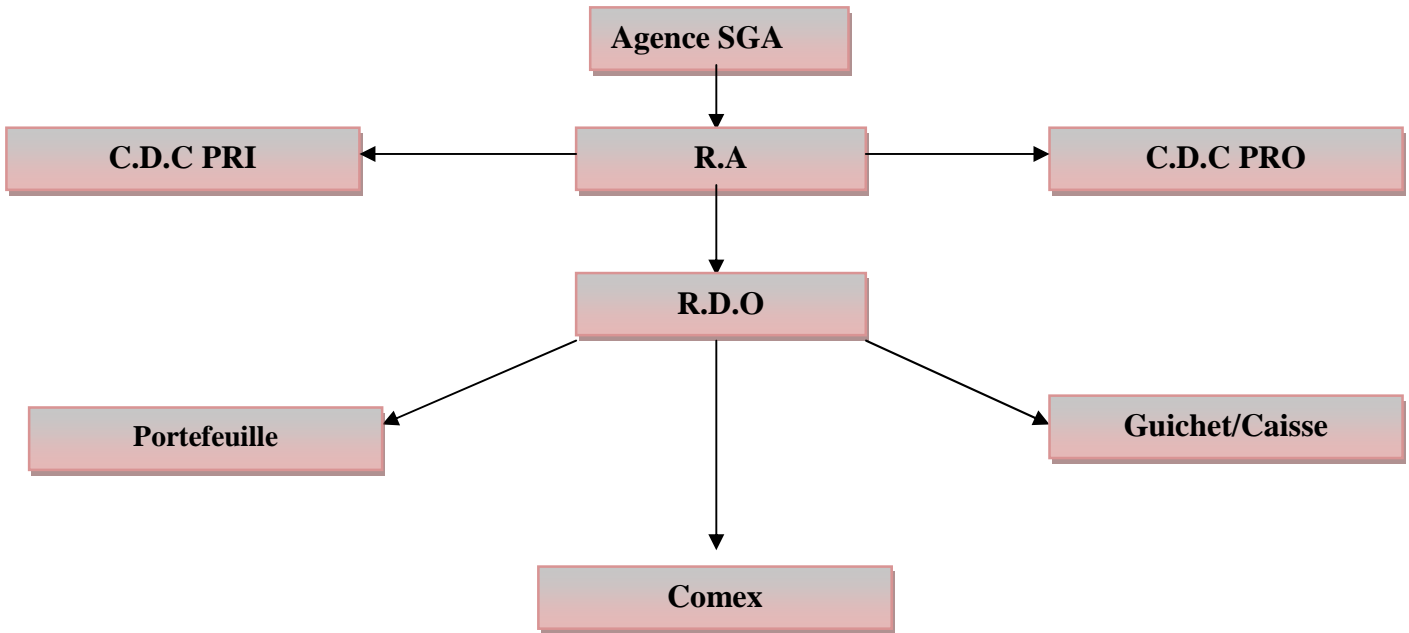 Agence SGA
C.D.C PRI
R.A
C.D.C PRO
R.D.O
Portefeuille
Guichet/Caisse
Comex